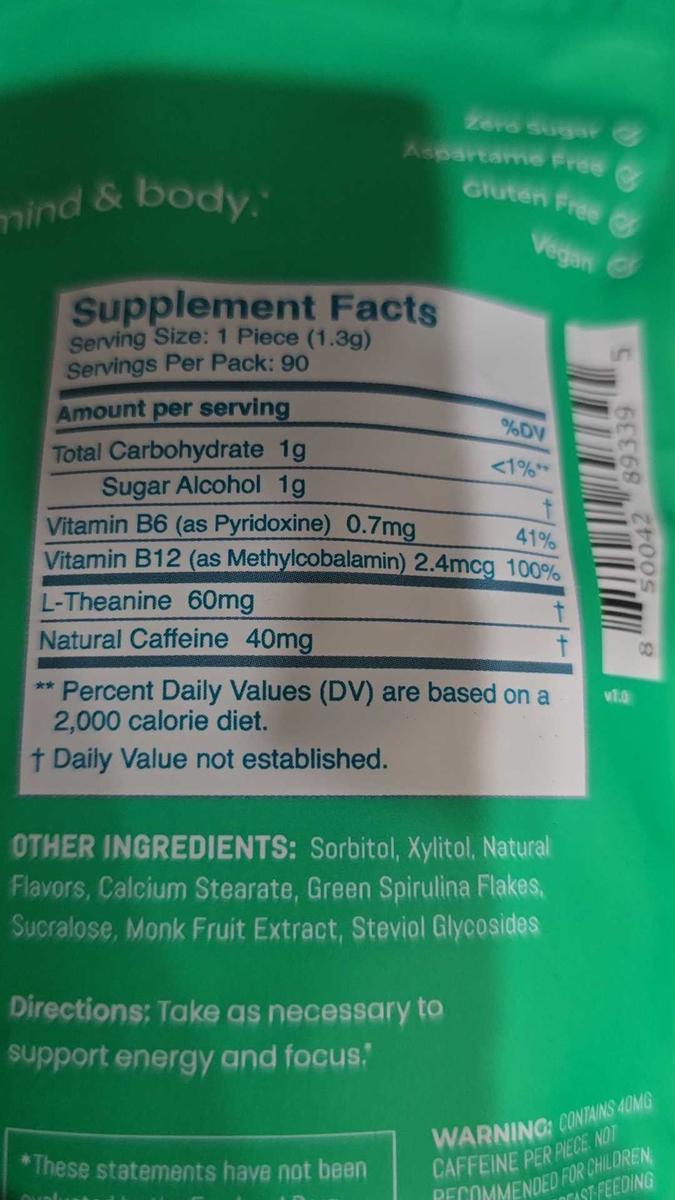 Zero Sugar
Aspartame Free
Gluten Free
Vegan
mind & body.*
Supplement Facts
Serving Size: 1 Piece (1.3g)
Servings Per Pack: 90
Amount per serving %DV
Total Carbohydrate 1g <1%**
Sugar Alcohol 1g †
Vitamin B6 (as Pyridoxine) 0.7mg 41%
Vitamin B12 (as Methylcobalamin) 2.4mcg 100%
L-Theanine 60mg †
Natural Caffeine 40mg †
** Percent Daily Values (DV) are based on a
2,000 calorie diet.
† Daily Value not established.
8 50042 89339 5
v1.0
OTHER INGREDIENTS: Sorbitol, Xylitol, Natural
Flavors, Calcium Stearate, Green Spirulina Flakes,
Sucralose, Monk Fruit Extract, Steviol Glycosides
Directions: Take as necessary to
support energy and focus.*
*These statements have not been
WARNING: CONTAINS 40MG
CAFFEINE PER PIECE. NOT
RECOMMENDED FOR CHILDREN,